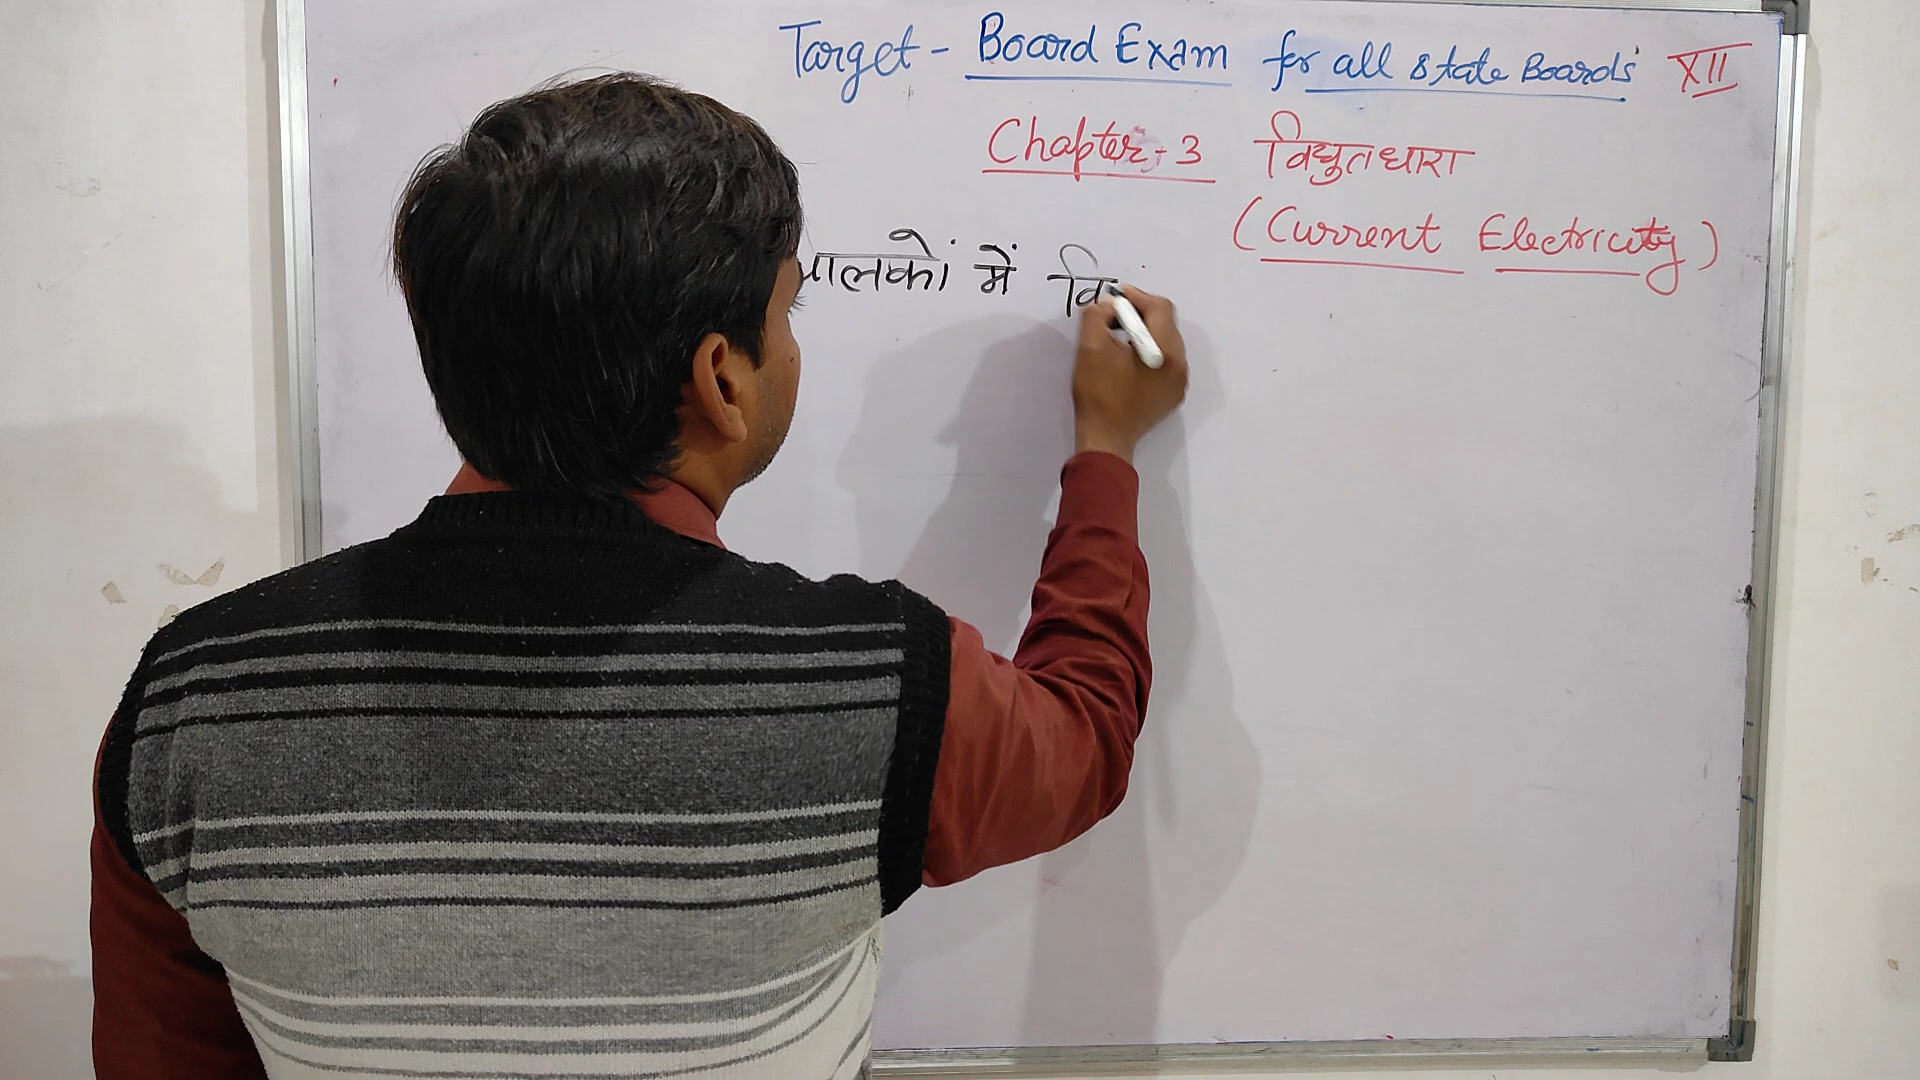 Target - Board Exam for all state Boards XII
Chapter - 3 विधुतधारा
(Current Electricity)
चालकों में वि